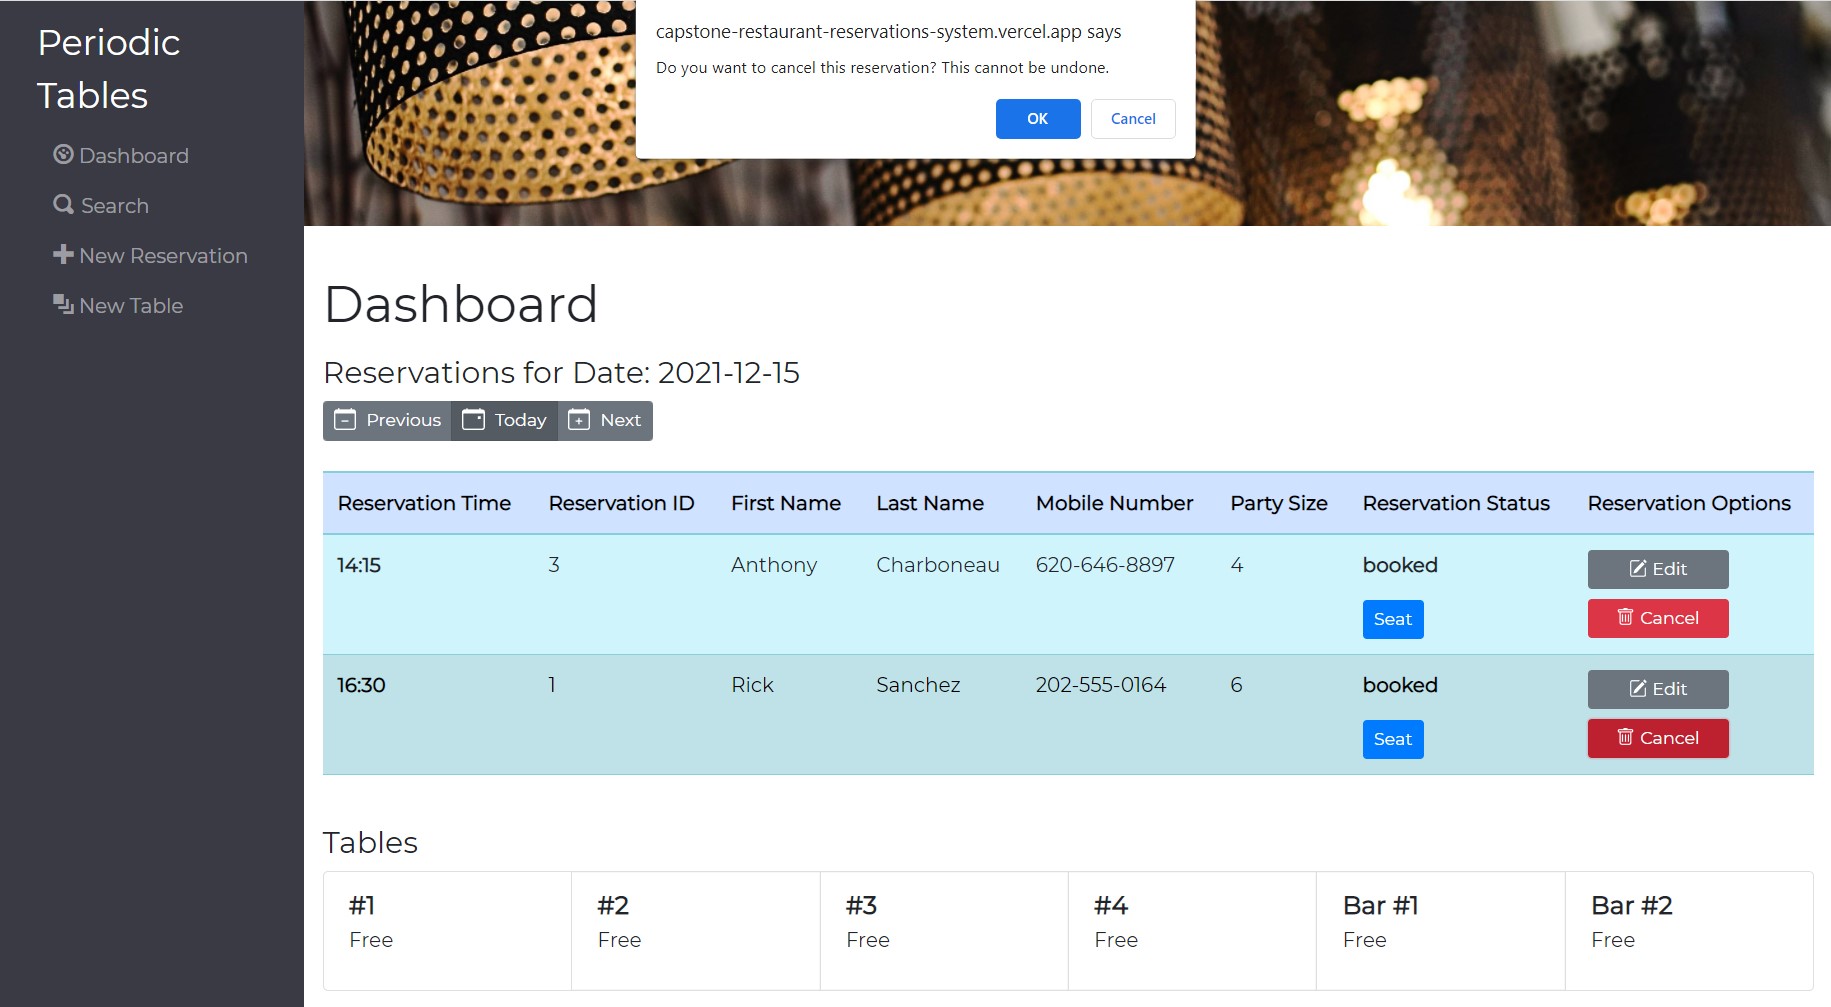 Periodic
Tables
Dashboard
Search
New Reservation
New Table
capstone-restaurant-reservations-system.vercel.app says
Do you want to cancel this reservation? This cannot be undone.
OK Cancel
Dashboard
Reservations for Date: 2021-12-15
Previous Today Next
Reservation Time Reservation ID First Name Last Name Mobile Number Party Size Reservation Status Reservation Options
14:15 3 Anthony Charboneau 620-646-8897 4 booked Edit
Seat Cancel
16:30 1 Rick Sanchez 202-555-0164 6 booked Edit
Seat Cancel
Tables
#1 #2 #3 #4 Bar #1 Bar #2
Free Free Free Free Free Free